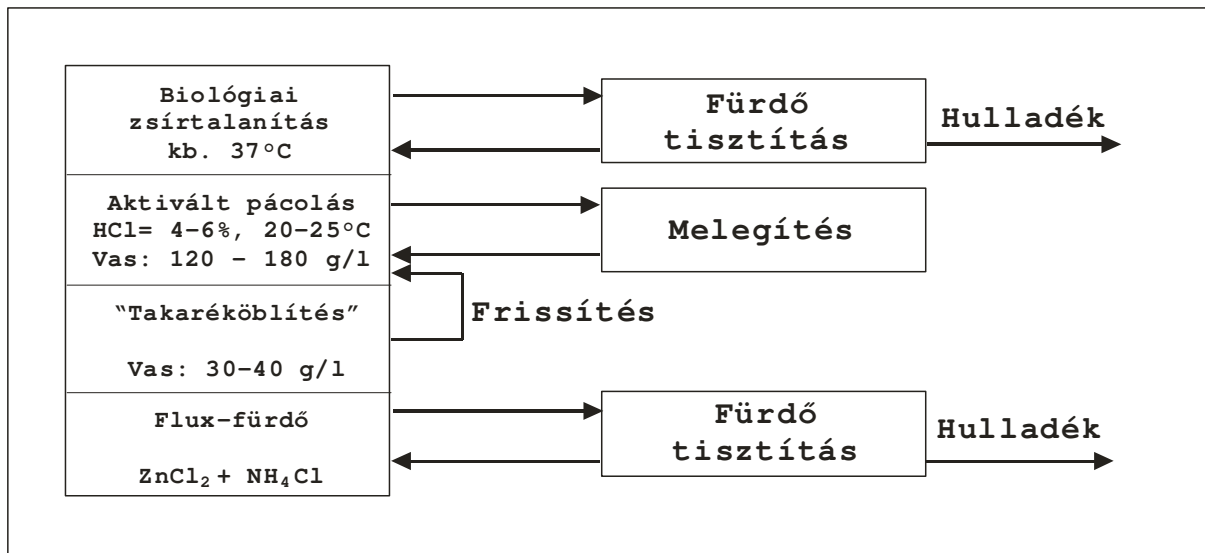 Biológiai
zsírtalanítás
kb. 37°C
Fürdő
tisztítás
Hulladék
Aktivált pácolás
HCl= 4-6%, 20-25°C
Vas: 120 - 180 g/l
Melegítés
"Takaréköblítés"
Vas: 30-40 g/l
Frissítés
Flux-fürdő
ZnCl₂ + NH₄Cl
Fürdő
tisztítás
Hulladék